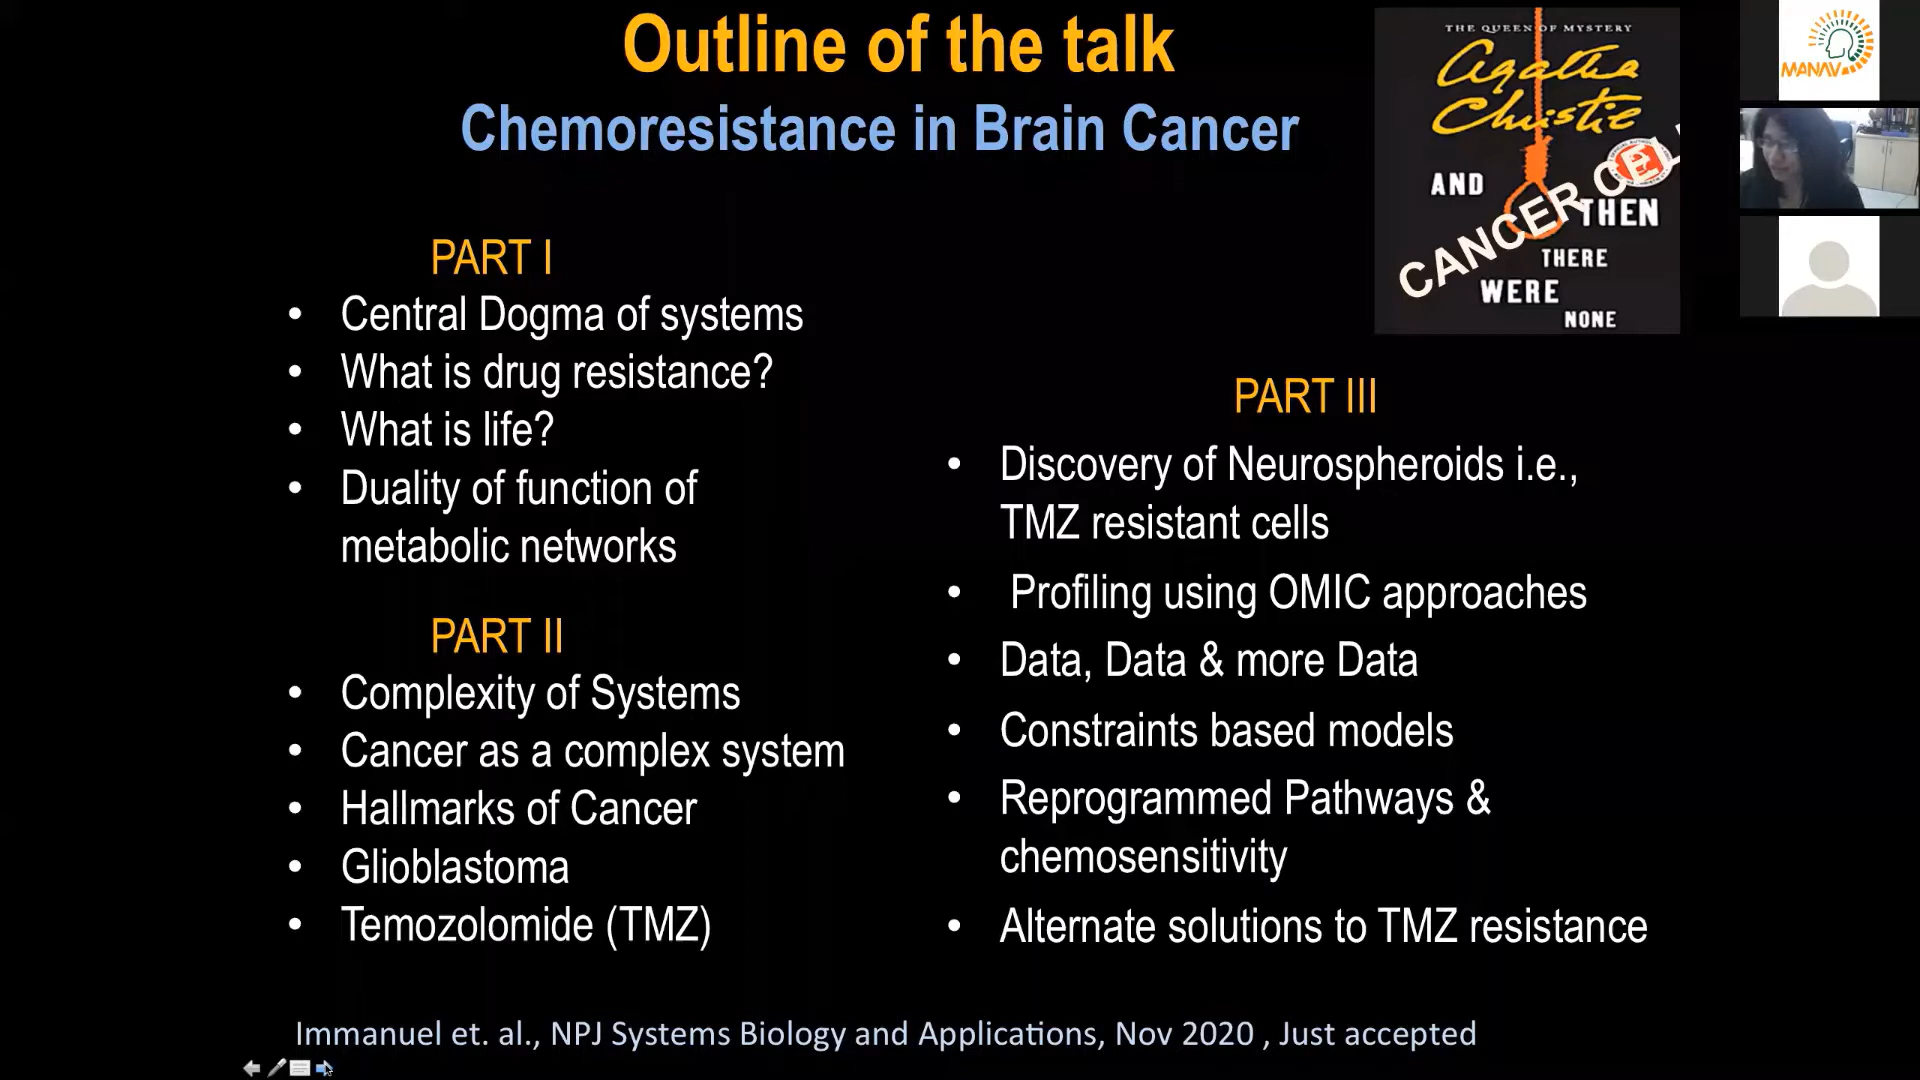 Outline of the talk
Chemoresistance in Brain Cancer
THE QUEEN OF MYSTERY
Agatha
Christie
AND
THEN
THERE
WERE
NONE
CANCER CELL
MANAV
PART I
• Central Dogma of systems
• What is drug resistance?
• What is life?
• Duality of function of
metabolic networks
PART II
• Complexity of Systems
• Cancer as a complex system
• Hallmarks of Cancer
• Glioblastoma
• Temozolomide (TMZ)
PART III
• Discovery of Neurospheroids i.e.,
TMZ resistant cells
• Profiling using OMIC approaches
• Data, Data & more Data
• Constraints based models
• Reprogrammed Pathways &
chemosensitivity
• Alternate solutions to TMZ resistance
Immanuel et. al., NPJ Systems Biology and Applications, Nov 2020 , Just accepted